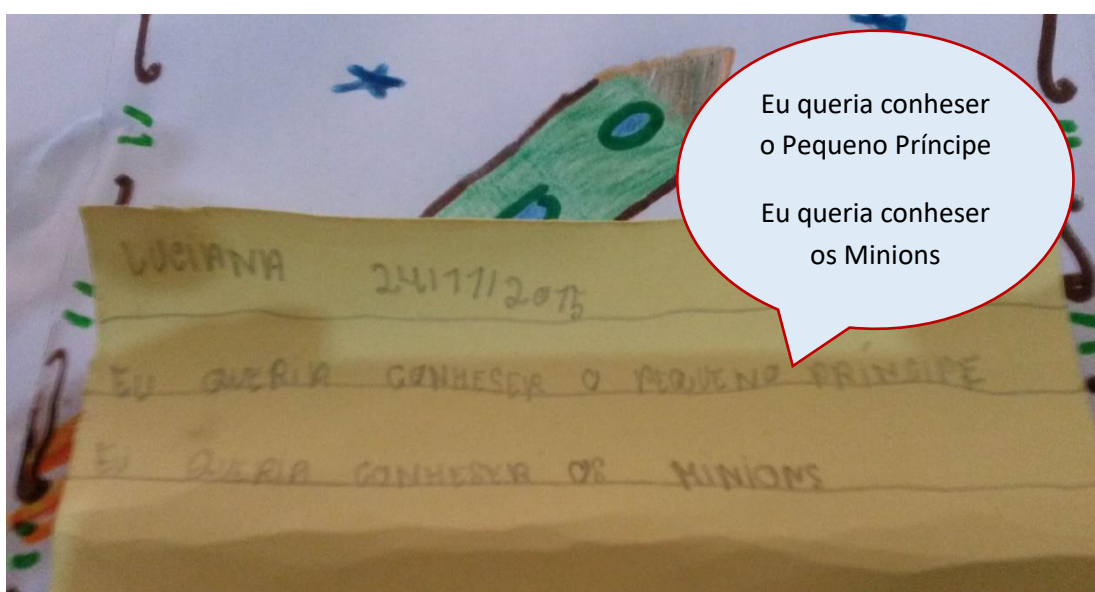 Eu queria conheser
o Pequeno Príncipe
Eu queria conheser
os Minions
LUCIANA 24/11/2015
EU QUERIA CONHESER O PEQUENO PRÍNCIPE
EU QUERIA CONHESER OS MINIONS